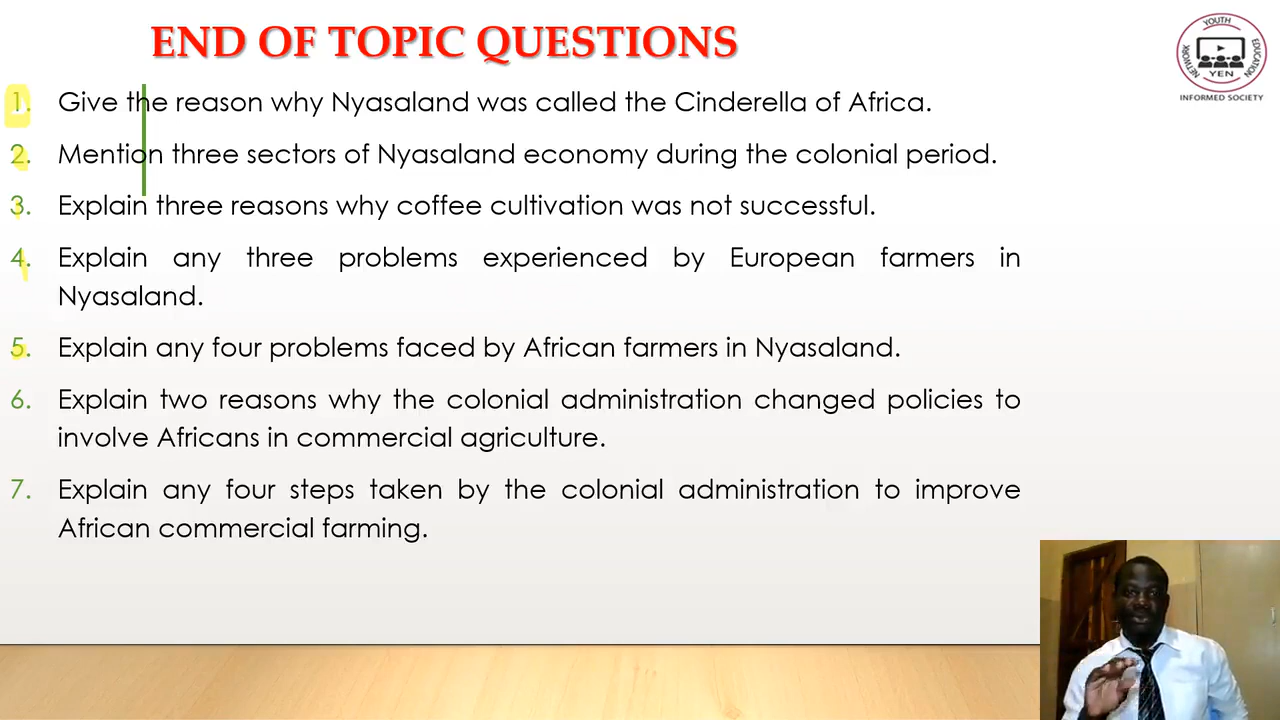 END OF TOPIC QUESTIONS
YOUTH
EDUCATION
NETWORK
YEN
INFORMED SOCIETY
1. Give the reason why Nyasaland was called the Cinderella of Africa.
2. Mention three sectors of Nyasaland economy during the colonial period.
3. Explain three reasons why coffee cultivation was not successful.
4. Explain any three problems experienced by European farmers in
Nyasaland.
5. Explain any four problems faced by African farmers in Nyasaland.
6. Explain two reasons why the colonial administration changed policies to
involve Africans in commercial agriculture.
7. Explain any four steps taken by the colonial administration to improve
African commercial farming.